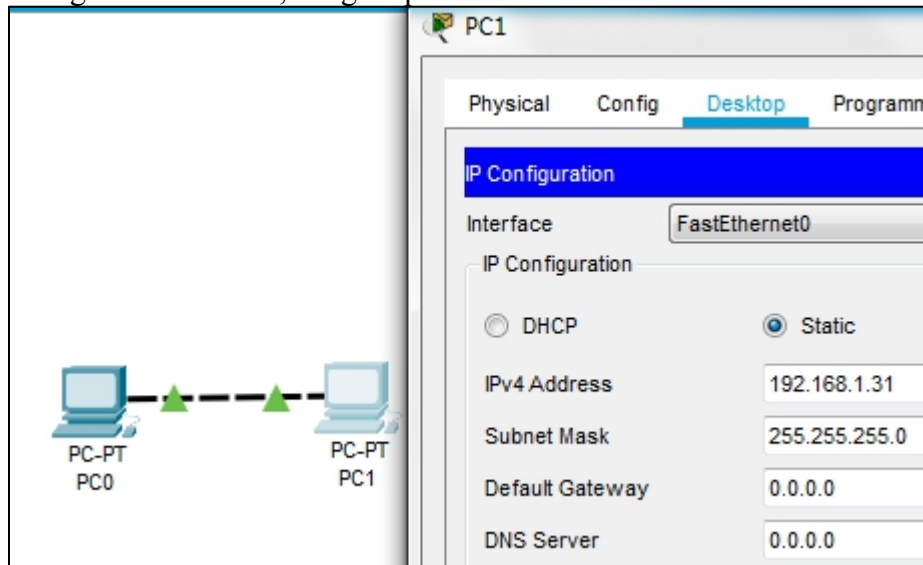 PC1
Physical Config Desktop Programm
IP Configuration
Interface FastEthernet0
IP Configuration
DHCP Static
IPv4 Address 192.168.1.31
Subnet Mask 255.255.255.0
Default Gateway 0.0.0.0
DNS Server 0.0.0.0
PC-PT
PC0
PC-PT
PC1